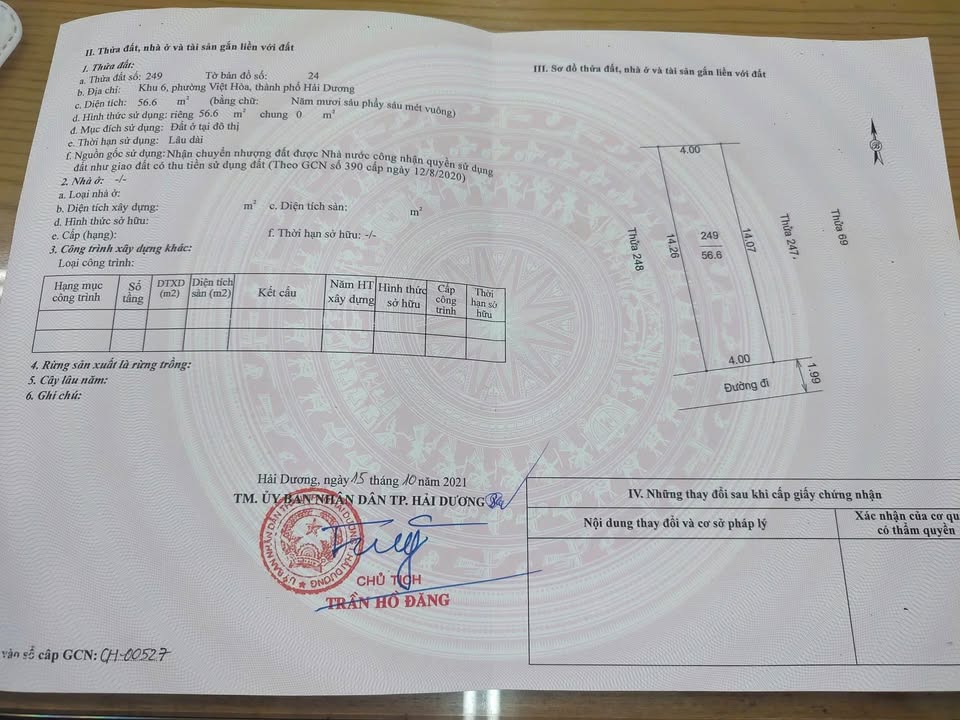 II. Thửa đất, nhà ở và tài sản gắn liền với đất
1. Thửa đất:
a. Thửa đất số: 249 Tờ bản đồ số: 24
b. Địa chỉ: Khu 6, phường Việt Hòa, thành phố Hải Dương
c. Diện tích: 56.6 m² (bằng chữ: Năm mươi sáu phẩy sáu mét vuông)
d. Hình thức sử dụng: riêng 56.6 m² chung 0 m²
đ. Mục đích sử dụng: Đất ở tại đô thị
e. Thời hạn sử dụng: Lâu dài
f. Nguồn gốc sử dụng: Nhận chuyển nhượng đất được Nhà nước công nhận quyền sử dụng
đất như giao đất có thu tiền sử dụng đất (Theo GCN số 390 cấp ngày 12/8/2020)
2. Nhà ở: -/-
a. Loại nhà ở:
b. Diện tích xây dựng: m² c. Diện tích sàn: m²
d. Hình thức sở hữu:
e. Cấp (hạng): f. Thời hạn sở hữu: -/-
3. Công trình xây dựng khác:
Loại công trình:
Hạng mục công trình
Số tầng
DTXD (m2)
Diện tích sàn (m2)
Kết cấu
Năm HT xây dựng
Hình thức sở hữu
Cấp công trình
Thời hạn sở hữu
4. Rừng sản xuất là rừng trồng:
5. Cây lâu năm:
6. Ghi chú:
Hải Dương, ngày 15 tháng 10 năm 2021
TM. ỦY BAN NHÂN DÂN TP. HẢI DƯƠNG
CHỦ TỊCH
TRẦN HỒ ĐĂNG
vào sổ cấp GCN: CH-00527
III. Sơ đồ thửa đất, nhà ở và tài sản gắn liền với đất
4.00
Thửa 248
14.26
249
56.6
14.07
Thửa 247
Thửa 69
4.00
Đường đi
1.99
IV. Những thay đổi sau khi cấp giấy chứng nhận
Nội dung thay đổi và cơ sở pháp lý
Xác nhận của cơ qu
có thẩm quyền